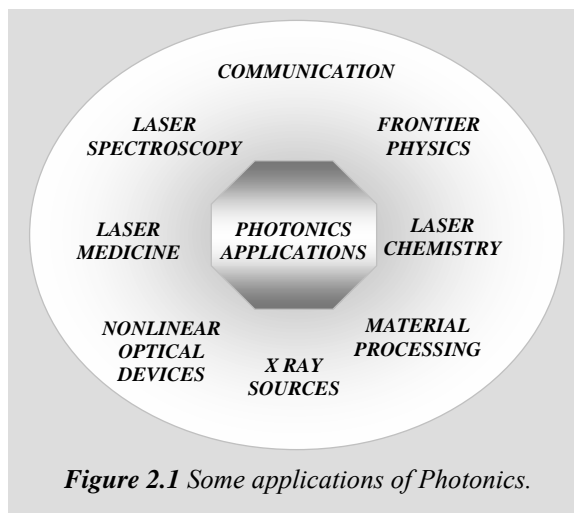 COMMUNICATION
LASER
SPECTROSCOPY
FRONTIER
PHYSICS
LASER
MEDICINE
PHOTONICS
APPLICATIONS
LASER
CHEMISTRY
NONLINEAR
OPTICAL
DEVICES
X RAY
SOURCES
MATERIAL
PROCESSING
Figure 2.1 Some applications of Photonics.